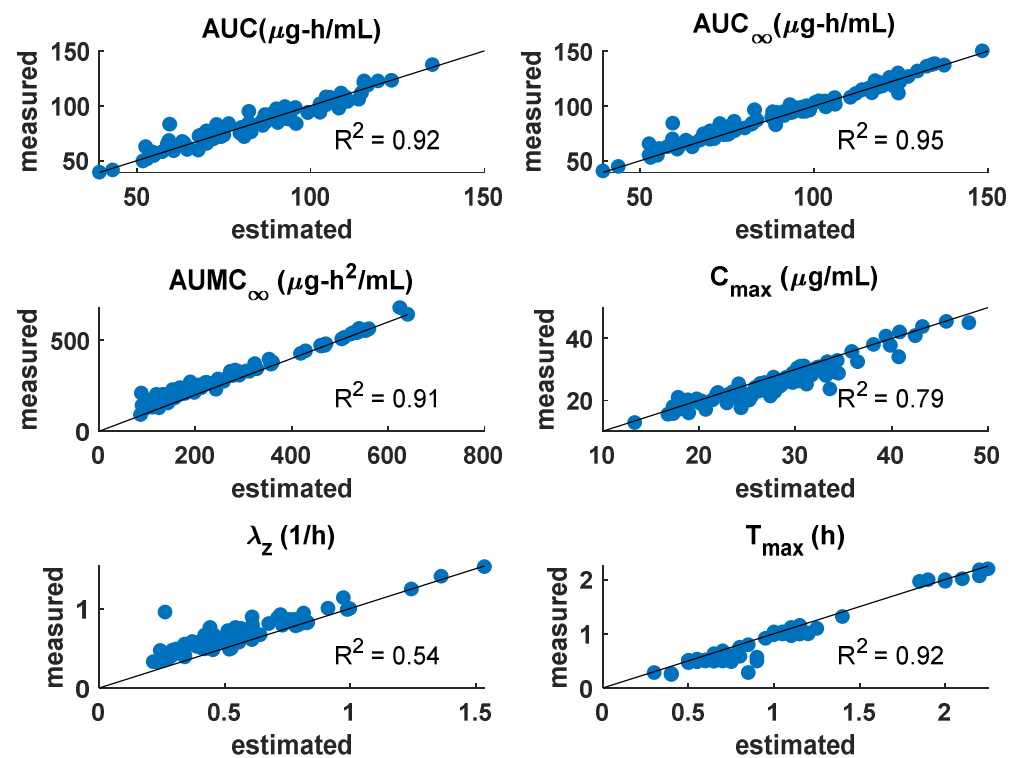 AUC(μg-h/mL)
measured
150
100
50
R² = 0.92
50 100 150
estimated
AUC∞(μg-h/mL)
measured
150
100
50
R² = 0.95
50 100 150
estimated
AUMC∞ (μg-h²/mL)
measured
500
0
R² = 0.91
0 200 400 600 800
estimated
Cmax (μg/mL)
measured
40
20
R² = 0.79
10 20 30 40 50
estimated
λz (1/h)
measured
1
0
R² = 0.54
0 0.5 1 1.5
estimated
Tmax (h)
measured
2
1
0
R² = 0.92
0 0.5 1 1.5 2
estimated